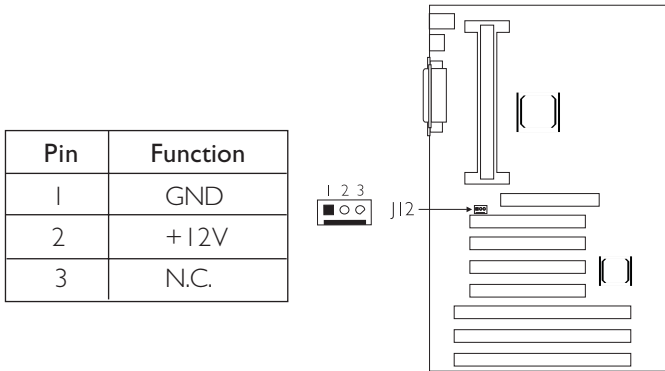 Pin Function
1 GND
2 +12V
3 N.C.
1 2 3
J12